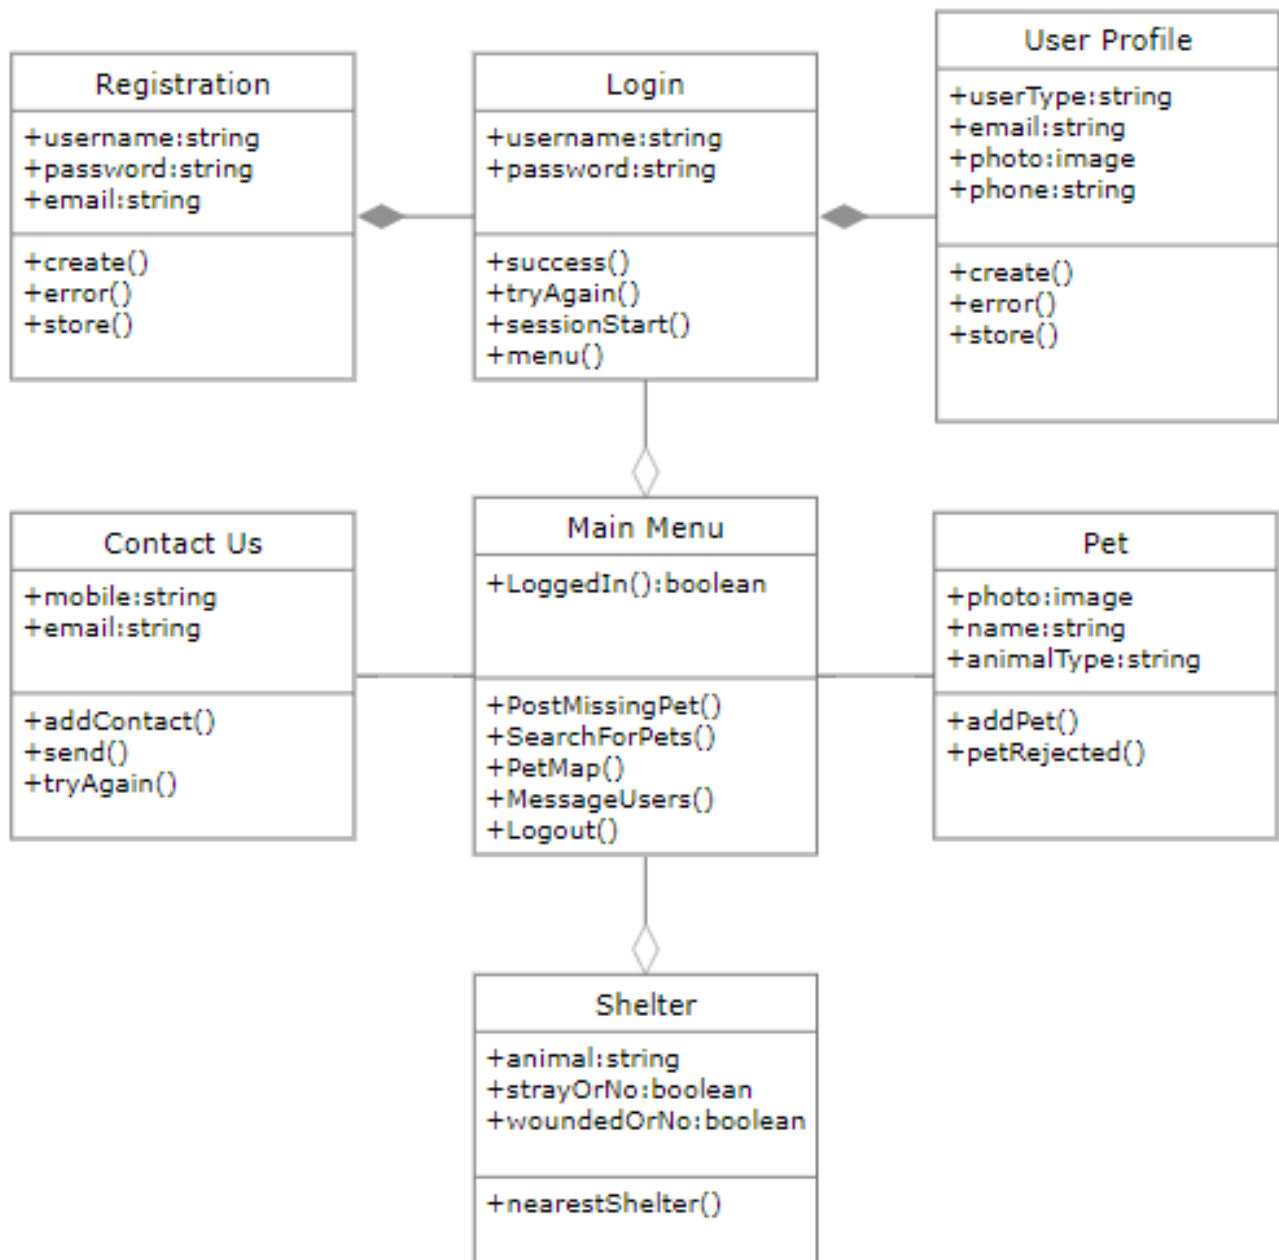 Registration
+username:string
+password:string
+email:string
+create()
+error()
+store()
Login
+username:string
+password:string
+success()
+tryAgain()
+sessionStart()
+menu()
User Profile
+userType:string
+email:string
+photo:image
+phone:string
+create()
+error()
+store()
Contact Us
+mobile:string
+email:string
+addContact()
+send()
+tryAgain()
Main Menu
+LoggedIn():boolean
+PostMissingPet()
+SearchForPets()
+PetMap()
+MessageUsers()
+Logout()
Pet
+photo:image
+name:string
+animalType:string
+addPet()
+petRejected()
Shelter
+animal:string
+strayOrNo:boolean
+woundedOrNo:boolean
+nearestShelter()